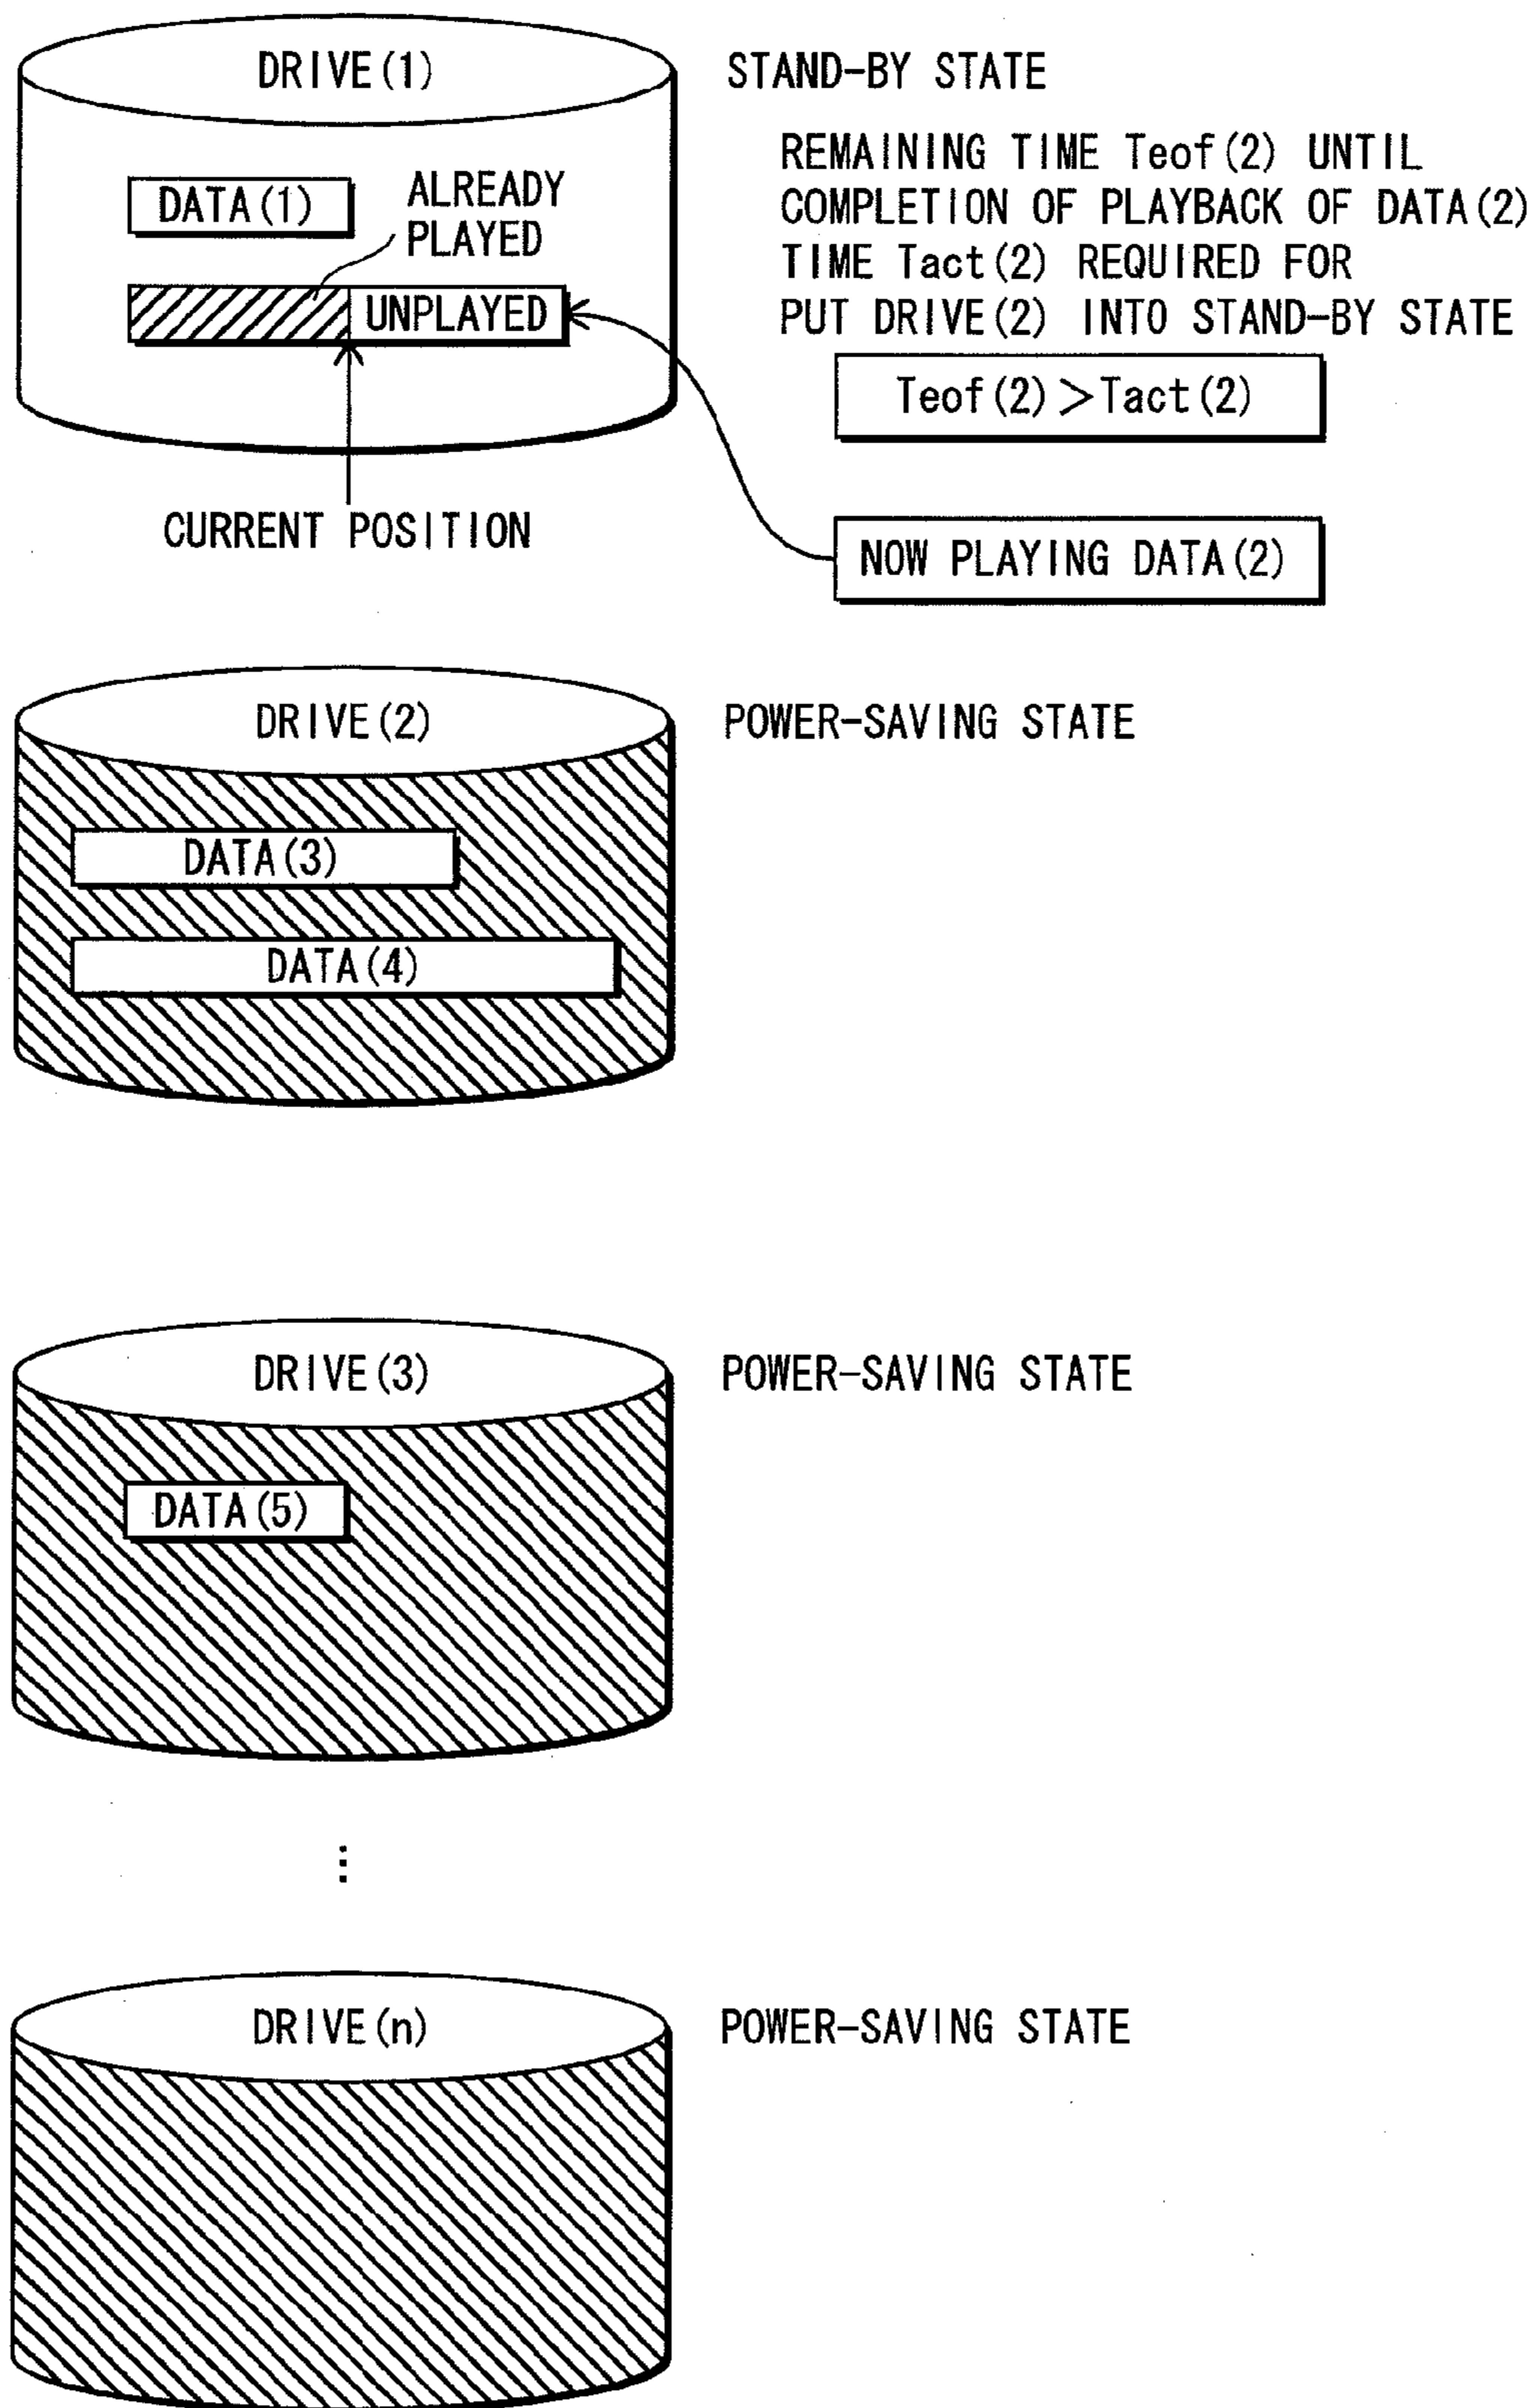 DRIVE(1)
STAND-BY STATE
DATA(1)
ALREADY
PLAYED
UNPLAYED
CURRENT POSITION
REMAINING TIME Teof(2) UNTIL
COMPLETION OF PLAYBACK OF DATA(2)
TIME Tact(2) REQUIRED FOR
PUT DRIVE(2) INTO STAND-BY STATE
Teof(2)>Tact(2)
NOW PLAYING DATA(2)
DRIVE(2)
POWER-SAVING STATE
DATA(3)
DATA(4)
DRIVE(3)
POWER-SAVING STATE
DATA(5)
⋮
DRIVE(n)
POWER-SAVING STATE